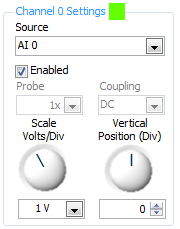 Channel 0 Settings
Source
AI 0
Enabled
Probe Coupling
1x DC
Scale Vertical
Volts/Div Position (Div)
1 V 0